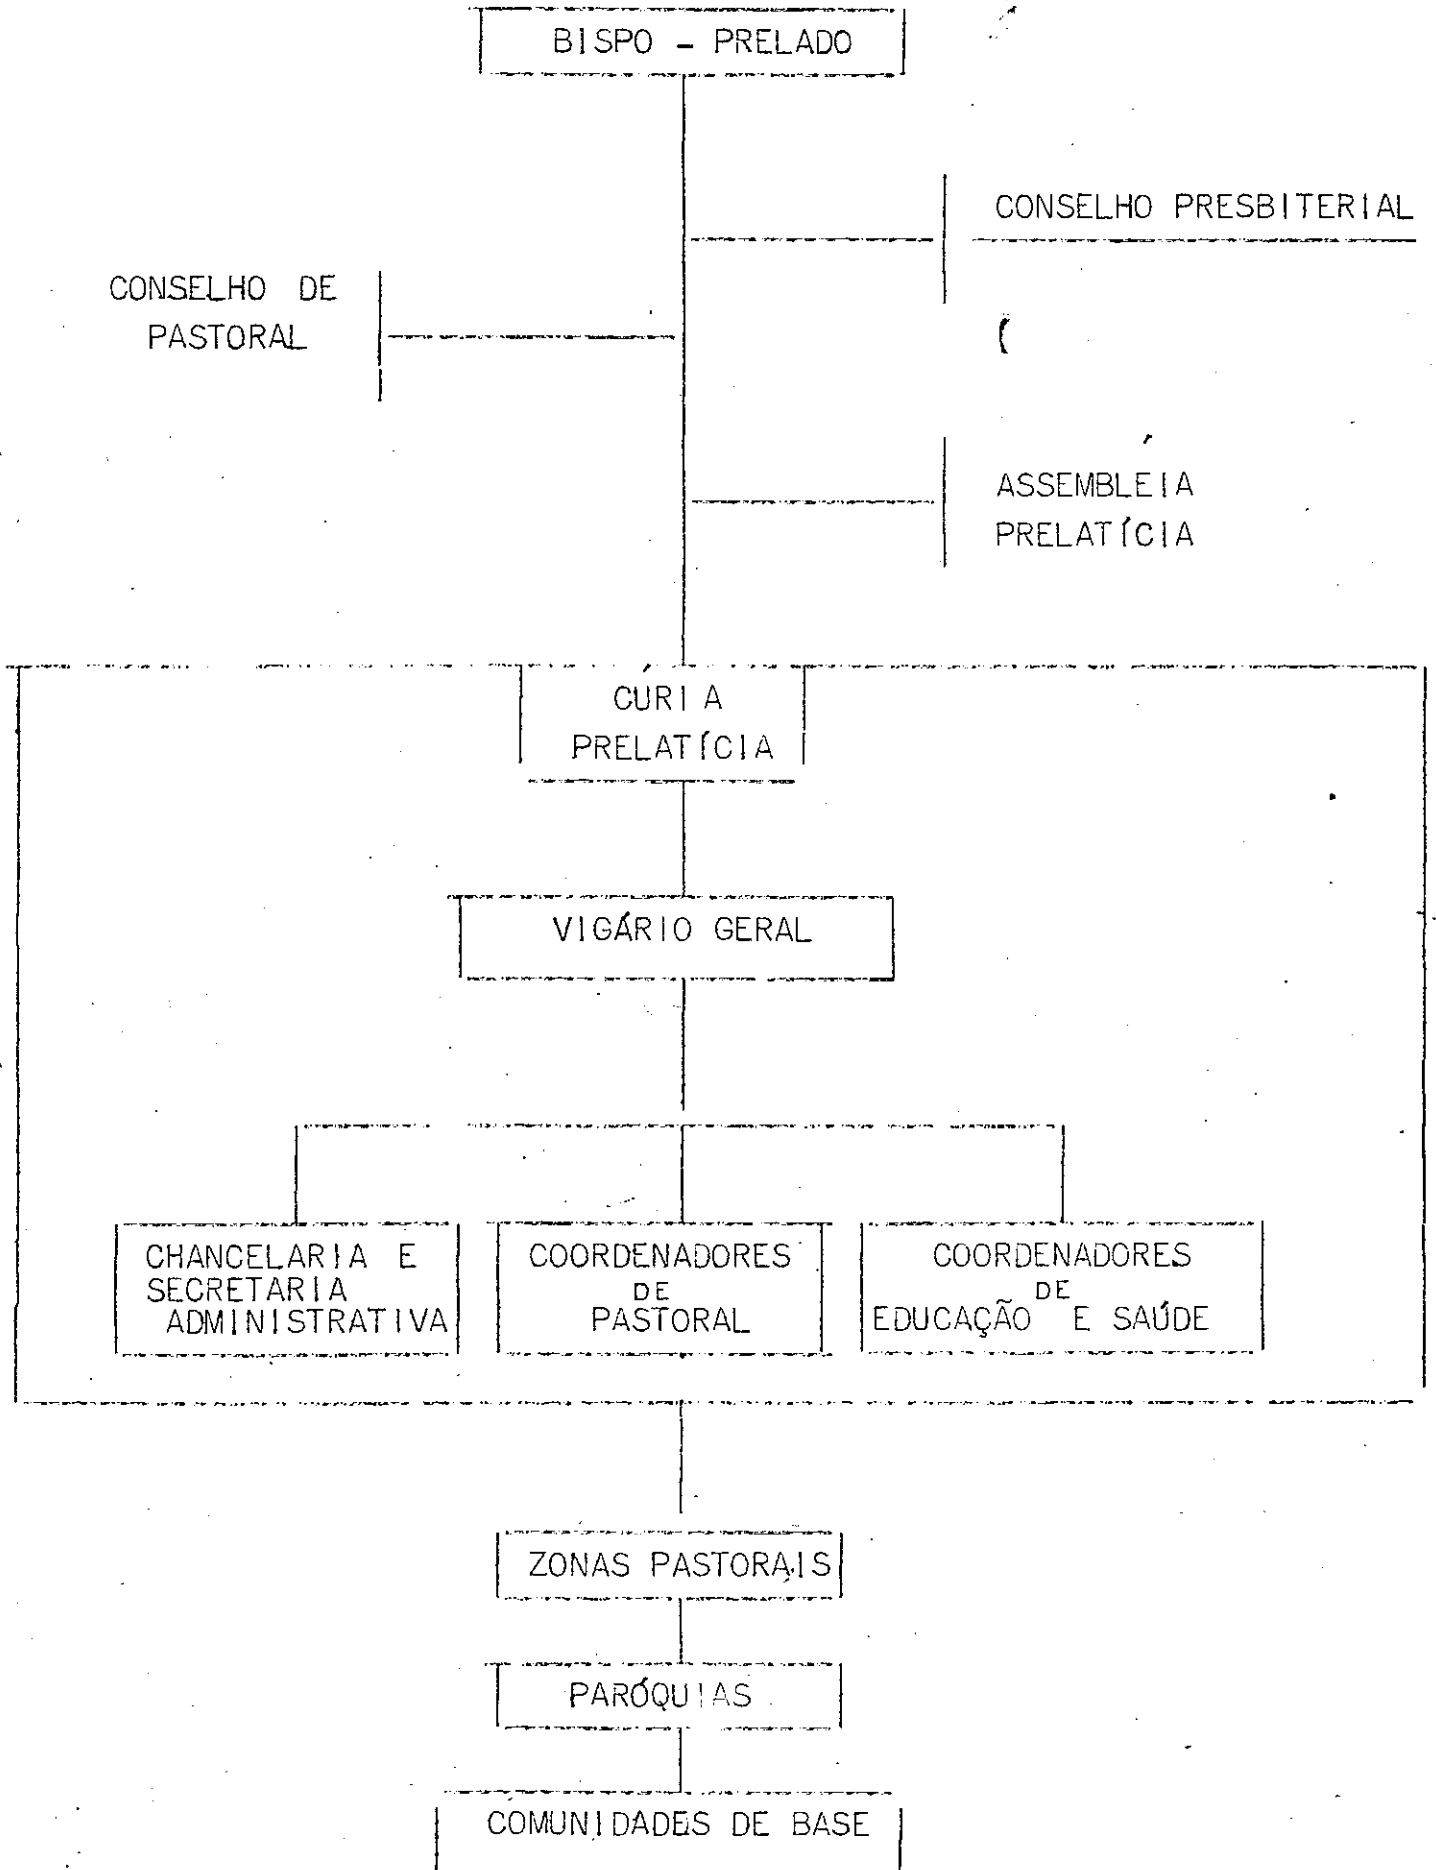 BISPO - PRELADO
CONSELHO PRESBITERIAL
CONSELHO DE
PASTORAL
ASSEMBLÉIA
PRELATÍCIA
CÚRIA
PRELATÍCIA
VIGÁRIO GERAL
CHANCELARIA E
SECRETARIA
ADMINISTRATIVA
COORDENADORES
DE
PASTORAL
COORDENADORES
DE
EDUCAÇÃO E SAÚDE
ZONAS PASTORAIS
PARÓQUIAS
COMUNIDADES DE BASE